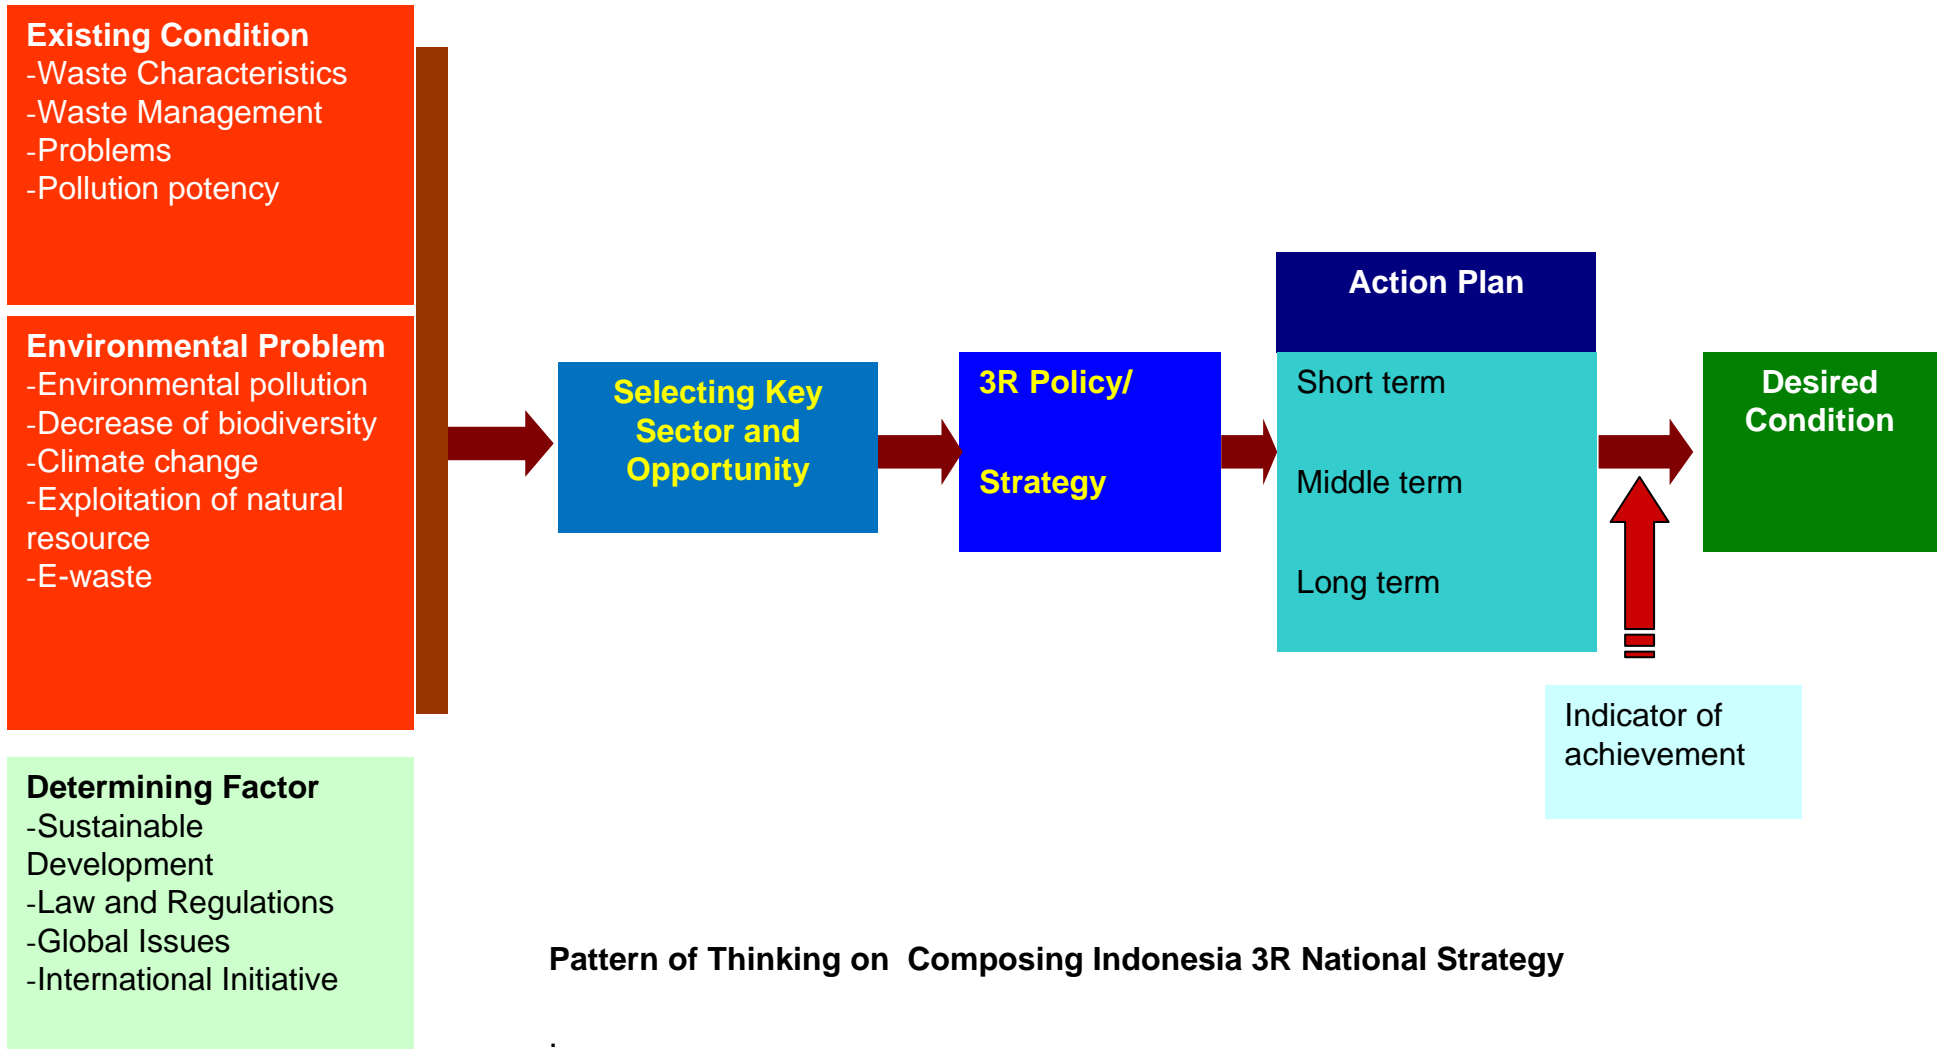 Existing Condition
-Waste Characteristics
-Waste Management
-Problems
-Pollution potency
Environmental Problem
-Environmental pollution
-Decrease of biodiversity
-Climate change
-Exploitation of natural
resource
-E-waste
Determining Factor
-Sustainable
Development
-Law and Regulations
-Global Issues
-International Initiative
Selecting Key
Sector and
Opportunity
3R Policy/
Strategy
Action Plan
Short term
Middle term
Long term
Desired
Condition
Indicator of
achievement
Pattern of Thinking on  Composing Indonesia 3R National Strategy
.